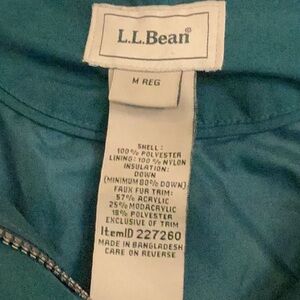 L.L.Bean®
M REG
SHELL:
100% POLYESTER
LINING: 100% NYLON
INSULATION:
DOWN
(MINIMUM 80% DOWN)
FAUX FUR TRIM:
57% ACRYLIC
25% MODACRYLIC
18% POLYESTER
EXCLUSIVE OF TRIM
ItemID 227260
MADE IN BANGLADESH
CARE ON REVERSE